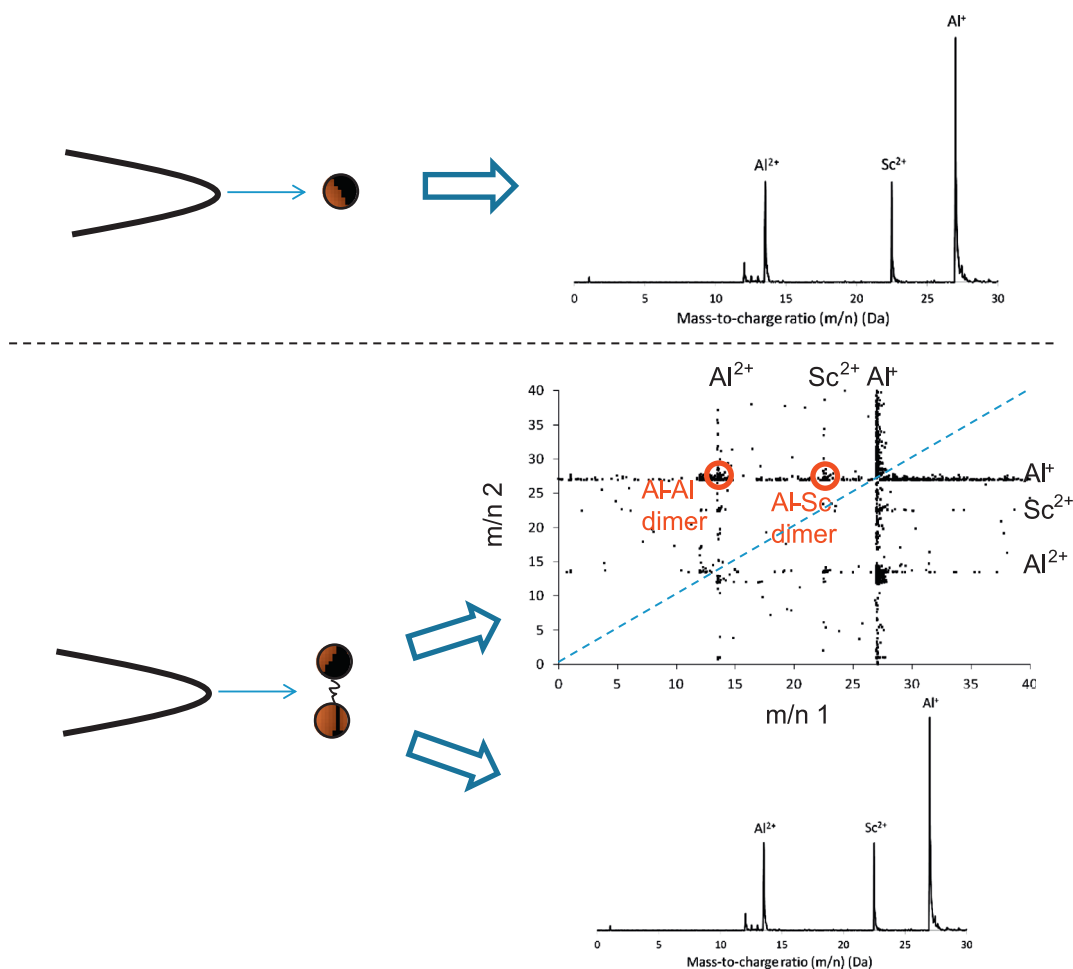 Al⁺
Al²⁺
Sc²⁺
0 5 10 15 20 25 30
Mass-to-charge ratio (m/n) (Da)
Al²⁺ Sc²⁺ Al⁺
40
35
30
25
20
15
10
5
0
m/n 2
Al-Al
dimer
Al-Sc
dimer
Al⁺
Sc²⁺
Al²⁺
0 5 10 15 20 25 30 35 40
m/n 1
Al⁺
Al²⁺
Sc²⁺
0 5 10 15 20 25 30
Mass-to-charge ratio (m/n) (Da)